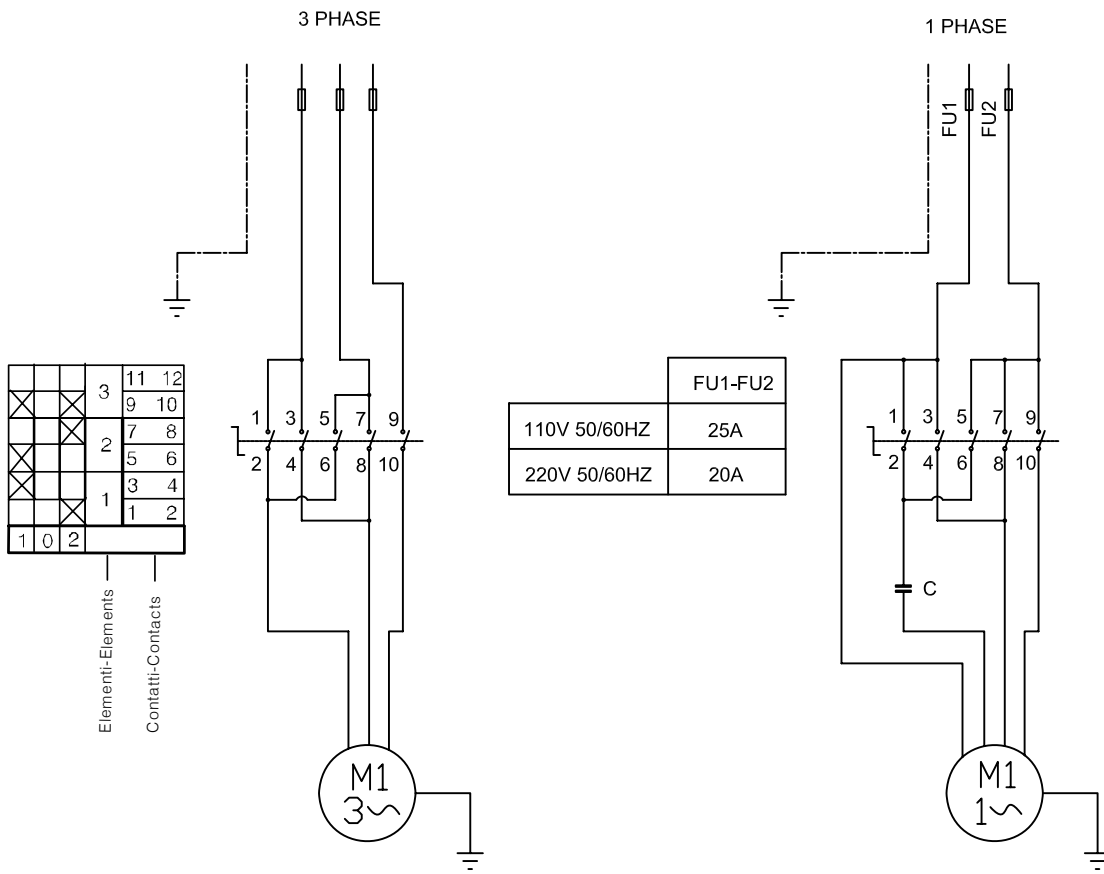 3 PHASE
1 PHASE
FU1
FU2
3
11 12
9 10
2
7 8
5 6
1
3 4
1 2
1 0 2
Elementi-Elements
Contatti-Contacts
1 3 5 7 9
2 4 6 8 10
M1
3~
FU1-FU2
110V 50/60HZ 25A
220V 50/60HZ 20A
1 3 5 7 9
2 4 6 8 10
C
M1
1~